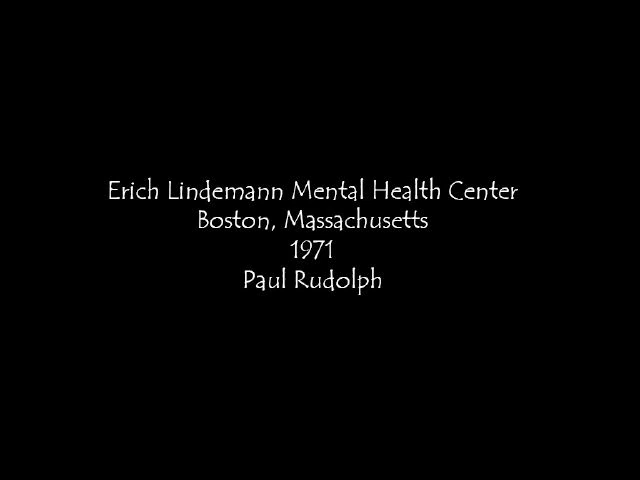 Erich Lindemann Mental Health Center
Boston, Massachusetts
1971
Paul Rudolph